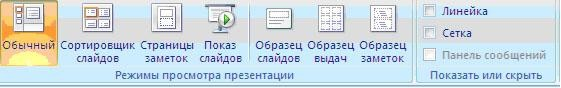 Обычный Сортировщик слайдов Страницы заметок Показ слайдов Образец слайдов Образец выдач Образец заметок
Режимы просмотра презентации
Линейка
Сетка
Панель сообщений
Показать или скрыть